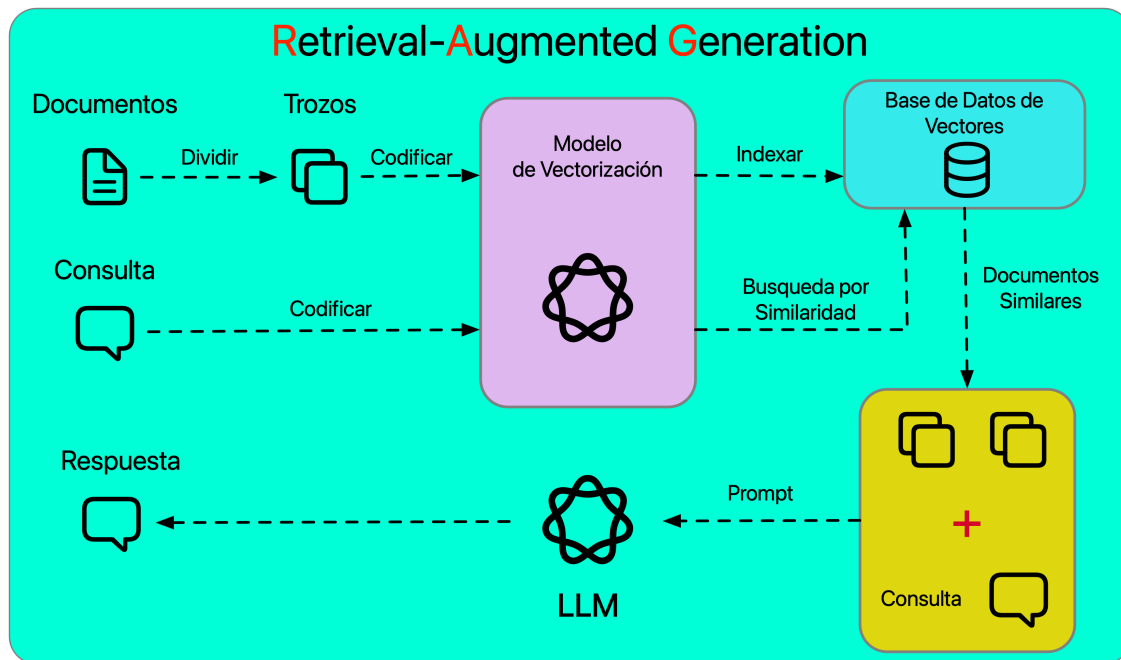 Retrieval-Augmented Generation
Documentos
Trozos
Dividir
Codificar
Modelo
de Vectorización
Indexar
Base de Datos de
Vectores
Consulta
Codificar
Busqueda por
Similaridad
Documentos
Similares
Respuesta
LLM
Prompt
+
Consulta